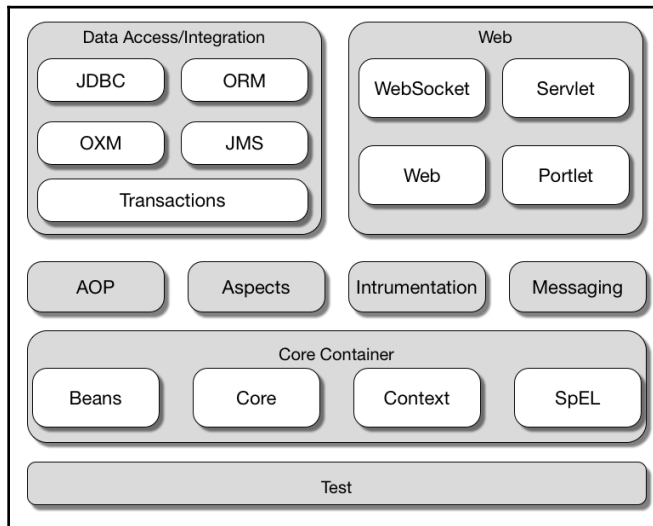 Data Access/Integration
JDBC
ORM
OXM
JMS
Transactions
Web
WebSocket
Servlet
Web
Portlet
AOP
Aspects
Intrumentation
Messaging
Core Container
Beans
Core
Context
SpEL
Test